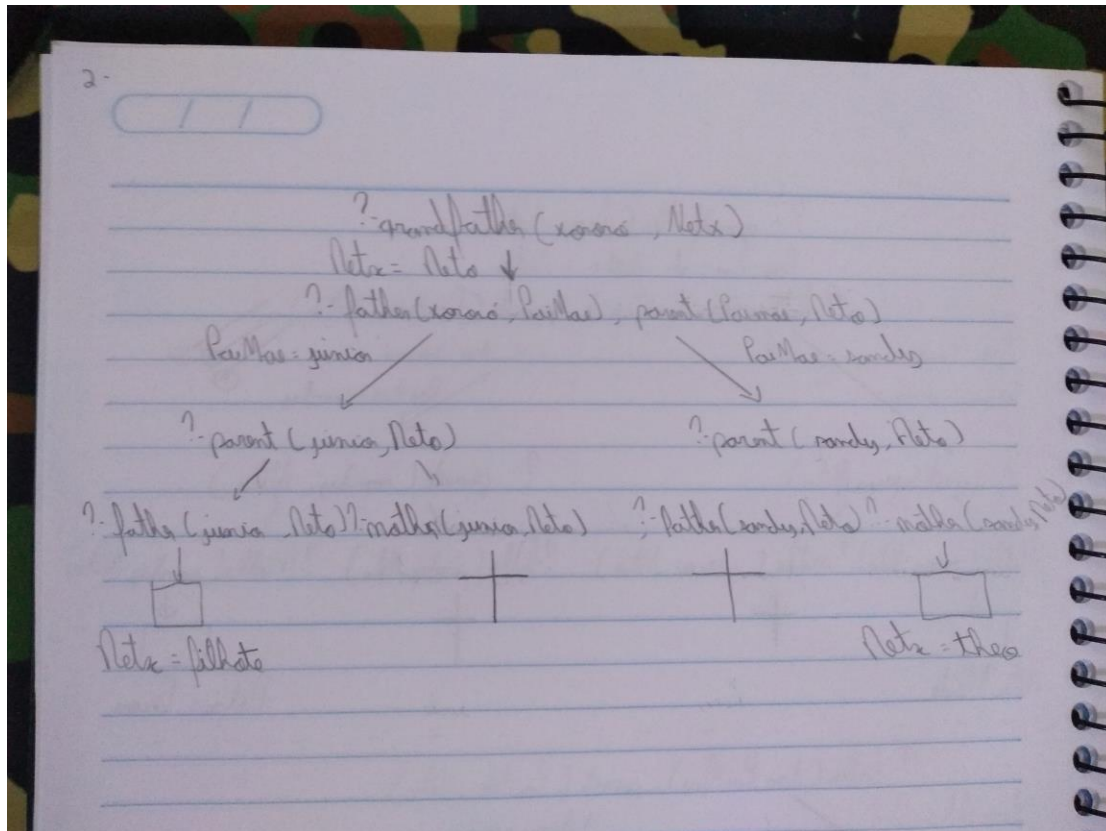 2-
/ /
?-grandfather (xororó, Netx)
Netx = Neto
?- father (xororó, PaiMae), parent (Paimae, Neto)
PaiMae = junior PaiMae = sandy
?-parent (junior, Neto) ?-parent (sandy, Neto)
?-father (junior, Neto) ?-mother (junior, Neto) ?-father (sandy, Neto) ?-mother (sandy, Neto)
Netx = filhote Netx = theo